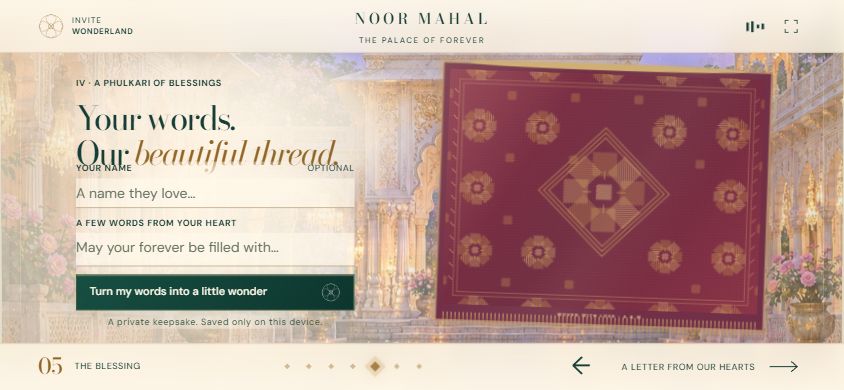 INVITE
WONDERLAND
NOOR MAHAL
THE PALACE OF FOREVER
IV · A PHULKARI OF BLESSINGS
Your words.
Our beautiful thread.
YOUR NAME OPTIONAL
A name they love...
A FEW WORDS FROM YOUR HEART
May your forever be filled with...
Turn my words into a little wonder
A private keepsake. Saved only on this device.
05 THE BLESSING
A LETTER FROM OUR HEARTS